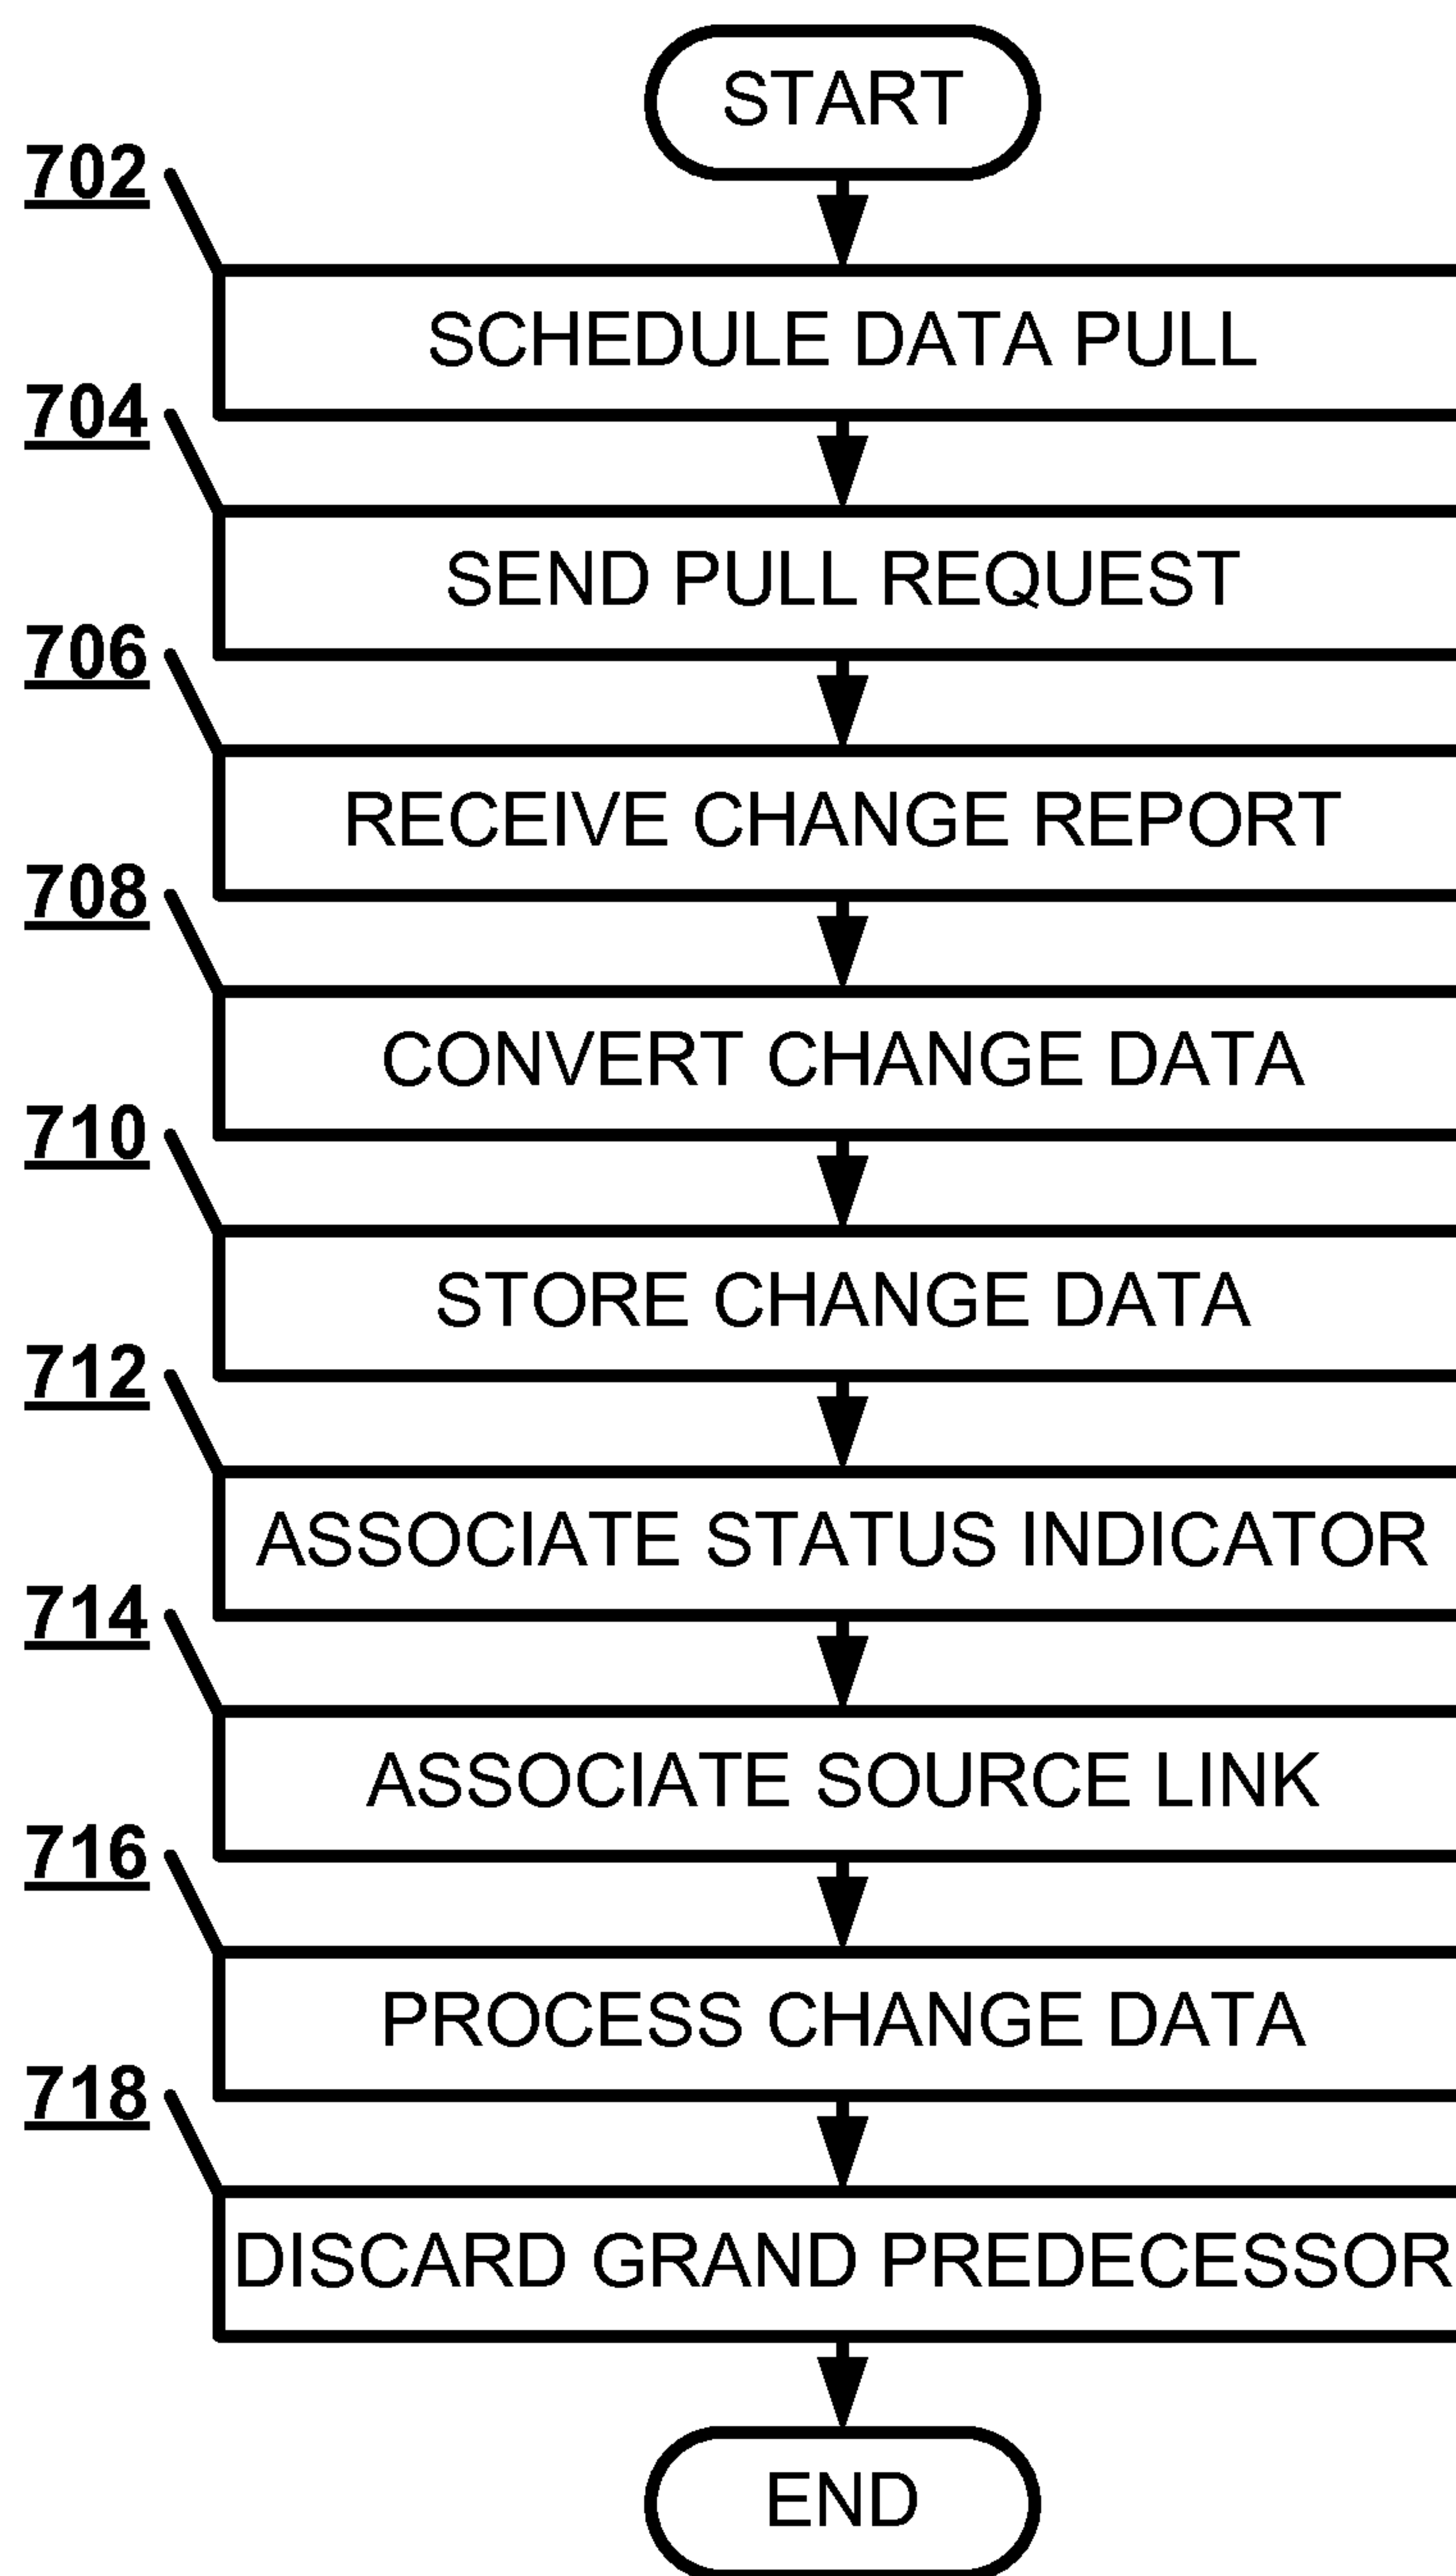 START
702
SCHEDULE DATA PULL
704
SEND PULL REQUEST
706
RECEIVE CHANGE REPORT
708
CONVERT CHANGE DATA
710
STORE CHANGE DATA
712
ASSOCIATE STATUS INDICATOR
714
ASSOCIATE SOURCE LINK
716
PROCESS CHANGE DATA
718
DISCARD GRAND PREDECESSOR
END